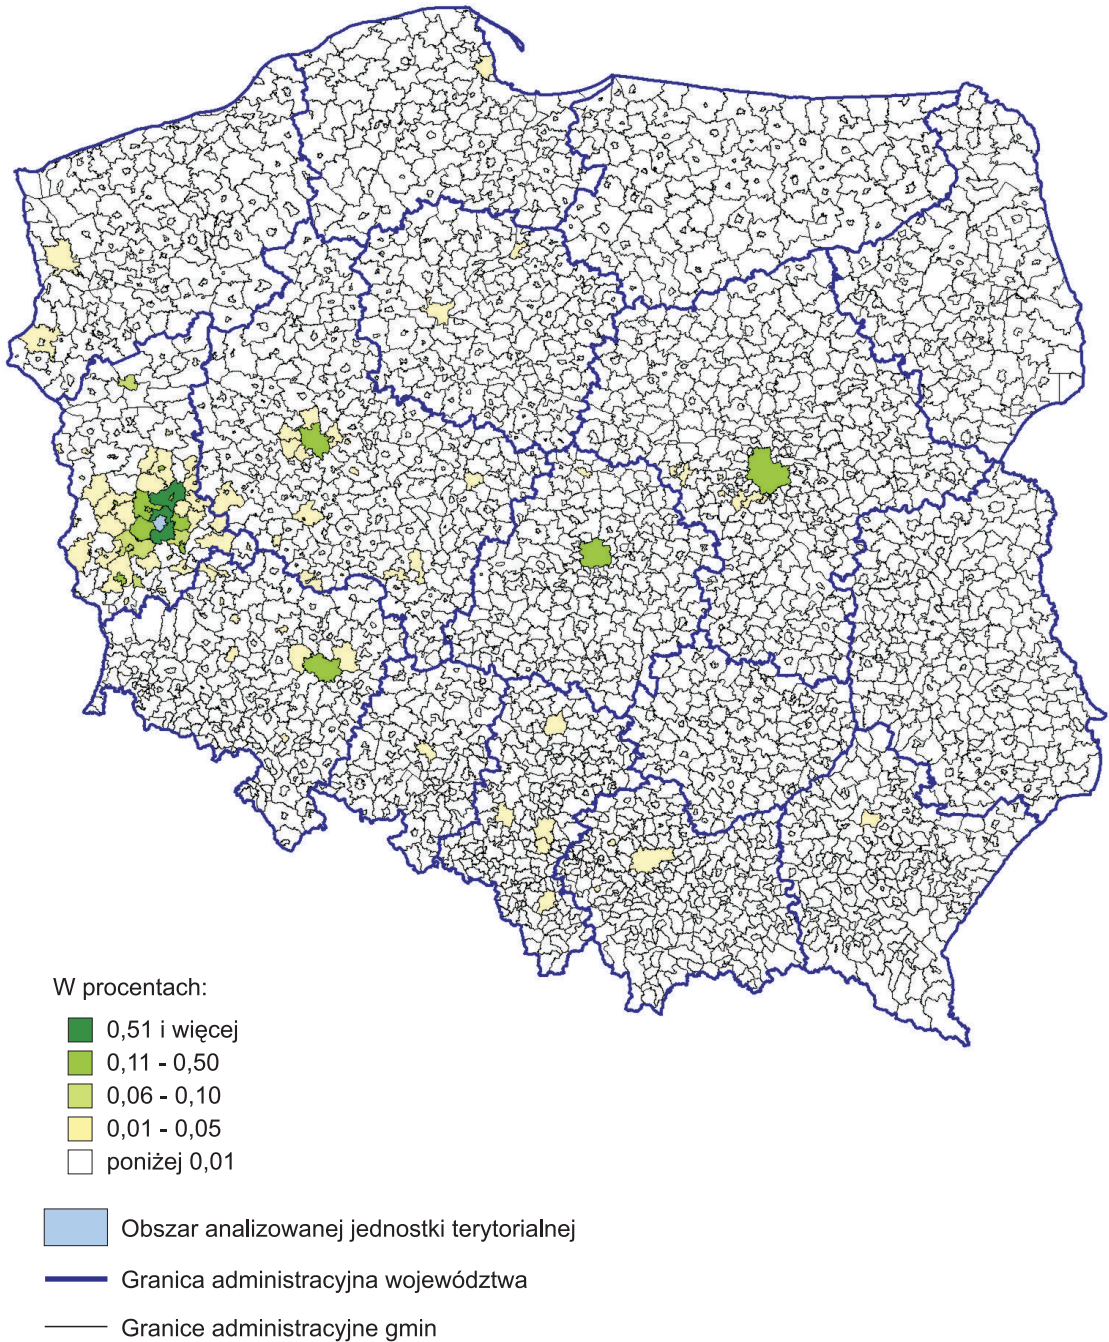 W procentach:
0,51 i więcej
0,11 - 0,50
0,06 - 0,10
0,01 - 0,05
poniżej 0,01
Obszar analizowanej jednostki terytorialnej
Granica administracyjna województwa
Granice administracyjne gmin